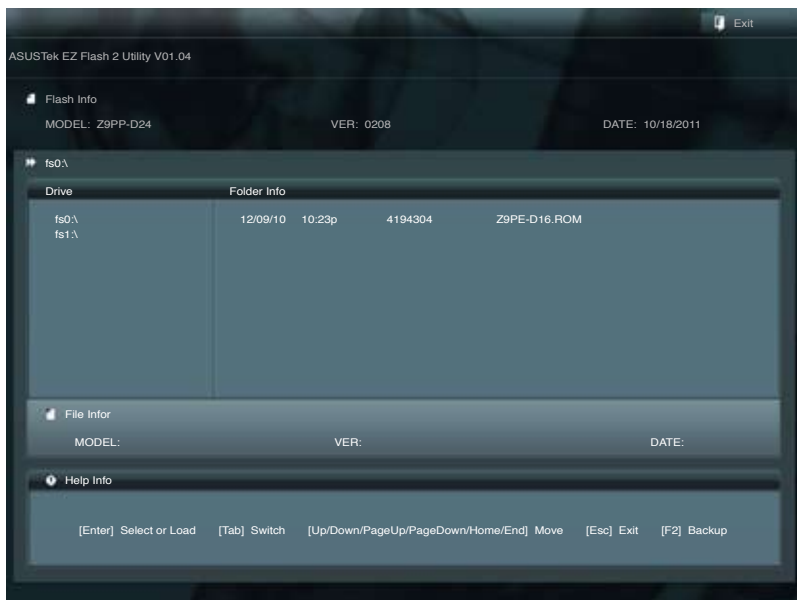 Exit
ASUSTek EZ Flash 2 Utility V01.04
Flash Info
MODEL: Z9PP-D24 VER: 0208 DATE: 10/18/2011
fs0:\
Drive Folder Info
fs0:\ 12/09/10 10:23p 4194304 Z9PE-D16.ROM
fs1:\
File Infor
MODEL: VER: DATE:
Help Info
[Enter] Select or Load [Tab] Switch [Up/Down/PageUp/PageDown/Home/End] Move [Esc] Exit [F2] Backup